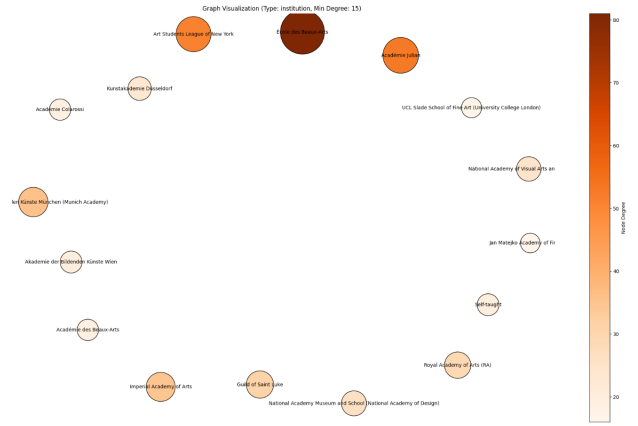 Graph Visualization (Type: institution, Min Degree: 15)
École des Beaux-Arts
Art Students League of New York
Académie Julian
Kunstakademie Düsseldorf
Academie Colarossi
UCL Slade School of Fine Art (University College London)
National Academy of Visual Arts an
ler Künste München (Munich Academy)
Jan Matejko Academy of Fi
Akademie der Bildenden Künste Wien
Self-taught
Académie des Beaux-Arts
Royal Academy of Arts (RA)
Imperial Academy of Arts
Guild of Saint Luke
National Academy Museum and School (National Academy of Design)
80
70
60
50
40
30
20
Node Degree